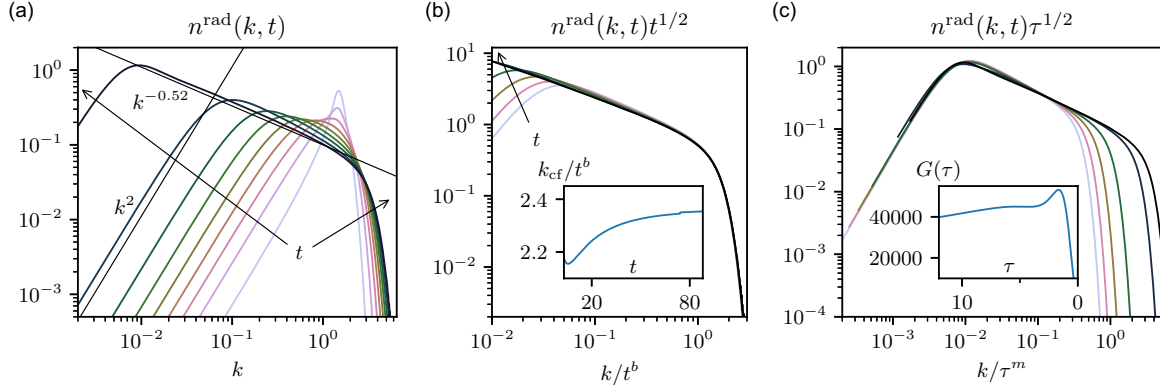 (a)
n^rad(k, t)
10^0
10^−1
10^−2
10^−3
k^−0.52
k^2
t
10^−2
10^−1
10^0
k
(b)
n^rad(k, t)t^1/2
10^1
10^0
10^−1
10^−2
t
k_cf/t^b
2.4
2.2
t
20
80
10^−2
10^−1
10^0
k/t^b
(c)
n^rad(k, t)τ^1/2
10^0
10^−1
10^−2
10^−3
10^−4
G(τ)
40000
20000
τ
10
0
10^−3
10^−2
10^−1
10^0
k/τ^m